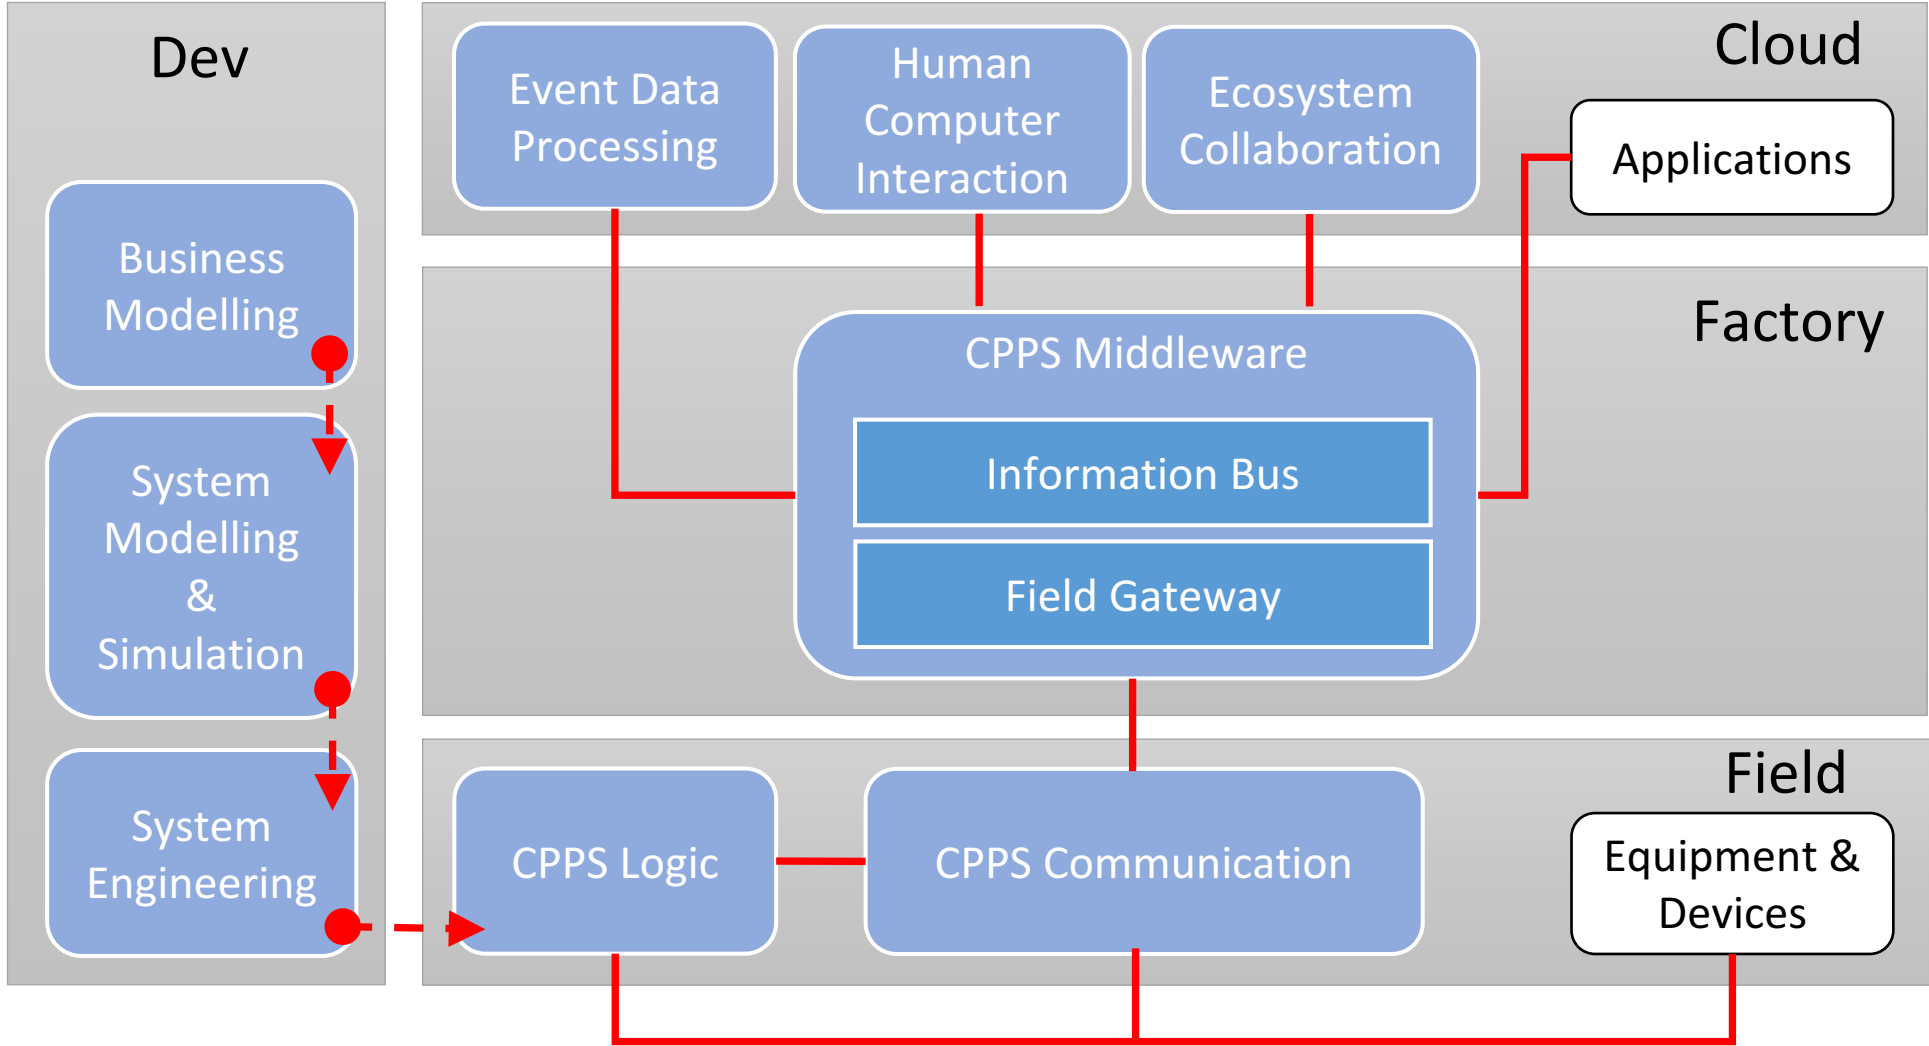 Dev
Business
Modelling
System
Modelling
&
Simulation
System
Engineering
Cloud
Event Data
Processing
Human
Computer
Interaction
Ecosystem
Collaboration
Applications
Factory
CPPS Middleware
Information Bus
Field Gateway
Field
CPPS Logic
CPPS Communication
Equipment &
Devices